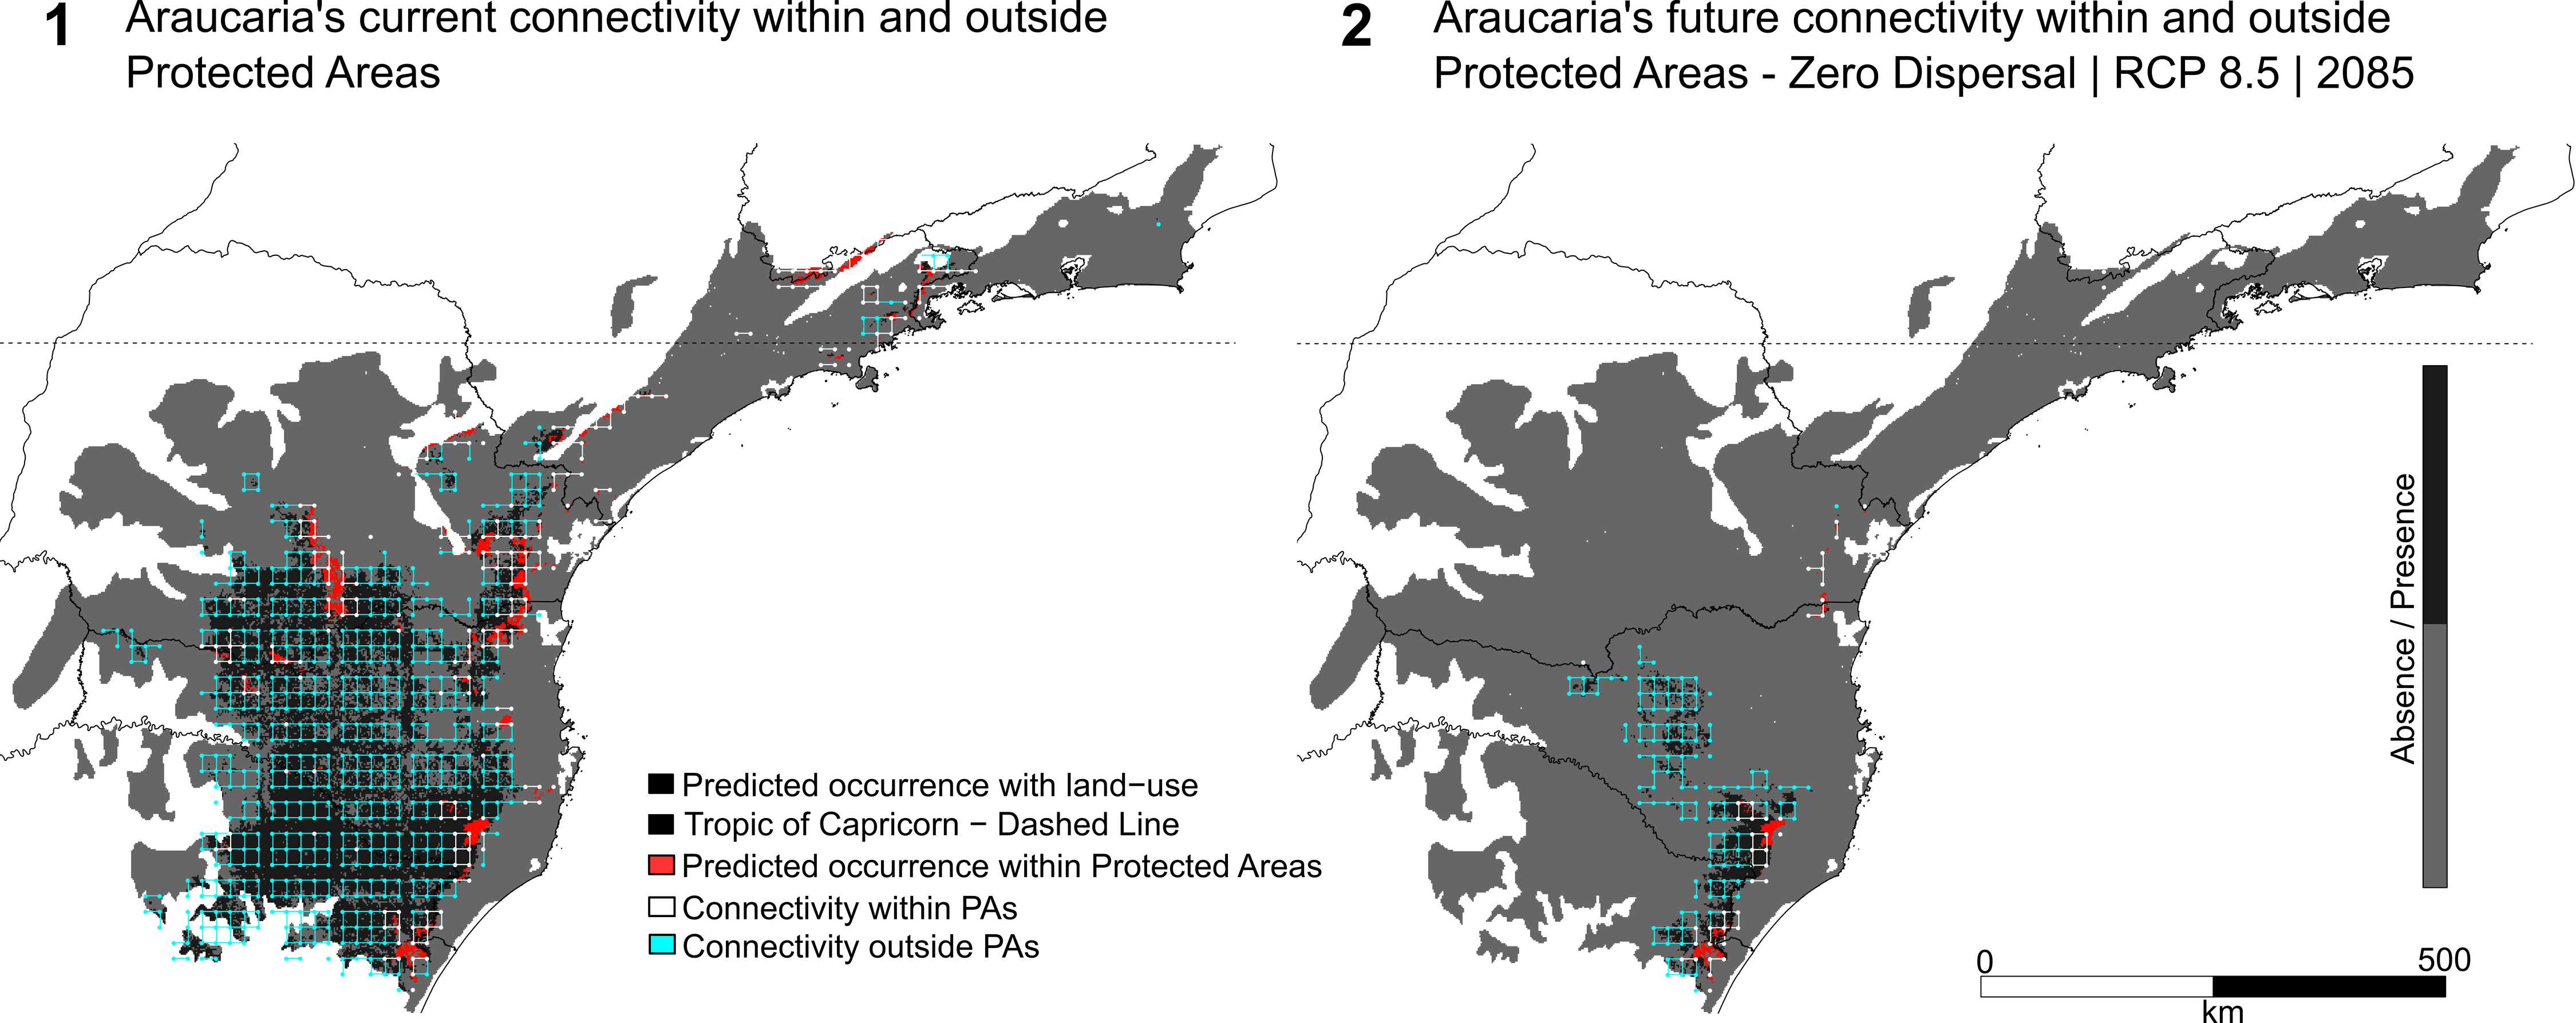 1 Araucaria's current connectivity within and outside
Protected Areas
2 Araucaria's future connectivity within and outside
Protected Areas - Zero Dispersal | RCP 8.5 | 2085
Predicted occurrence with land−use
Tropic of Capricorn − Dashed Line
Predicted occurrence within Protected Areas
Connectivity within PAs
Connectivity outside PAs
Absence / Presence
0 500
km